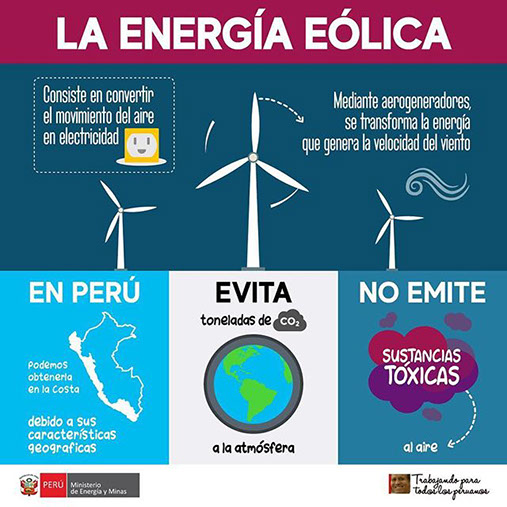 LA ENERGÍA EÓLICA
Consiste en convertir
el movimiento del aire
en electricidad
Mediante aerogeneradores,
se transforma la energía
que genera la velocidad del viento
EN PERÚ
Podemos
obtenerla
en la Costa
debido a sus
características
geograficas
EVITA
toneladas de CO₂
a la atmósfera
NO EMITE
SUSTANCIAS
TÓXICAS
al aire
PERÚ
Ministerio
de Energía y Minas
Trabajando para
todos los peruanos